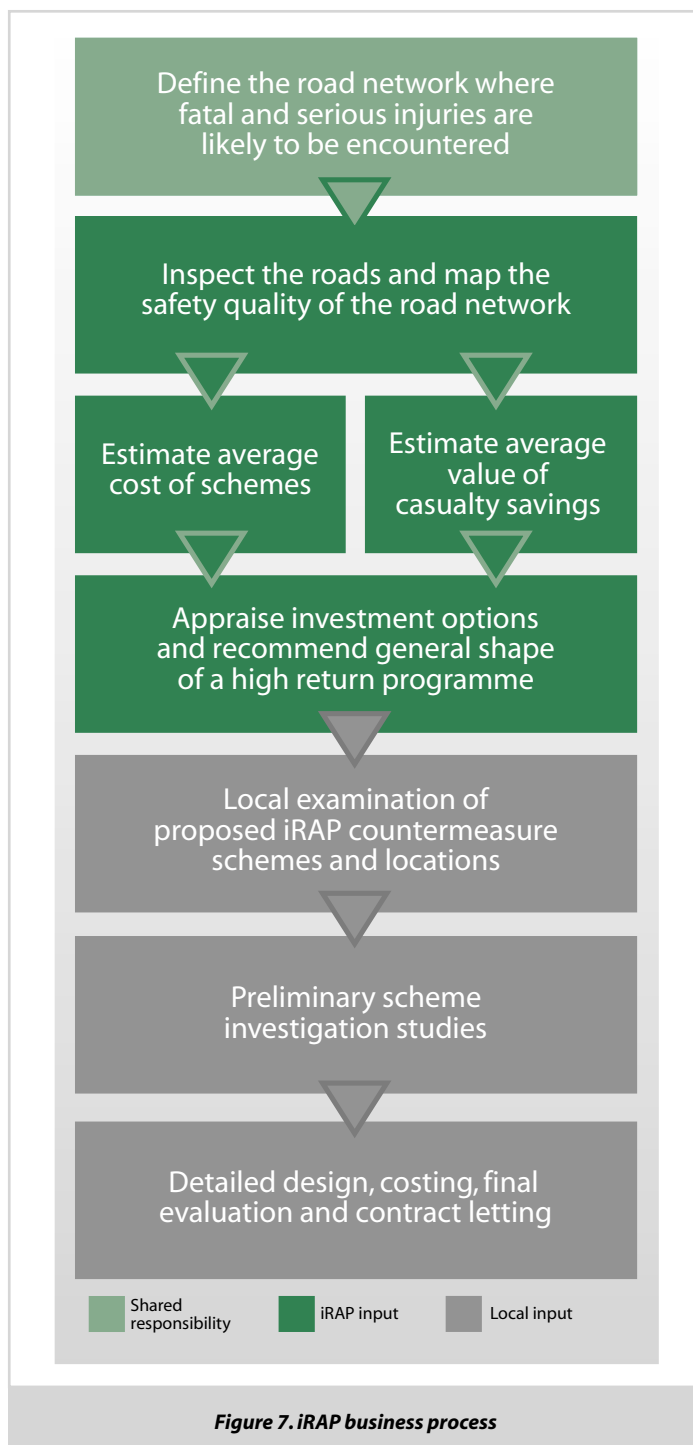 Define the road network where
fatal and serious injuries are
likely to be encountered
Inspect the roads and map the
safety quality of the road network
Estimate average
cost of schemes
Estimate average
value of
casualty savings
Appraise investment options
and recommend general shape
of a high return programme
Local examination of
proposed iRAP countermeasure
schemes and locations
Preliminary scheme
investigation studies
Detailed design, costing, final
evaluation and contract letting
Shared
responsibility
iRAP input
Local input
Figure 7. iRAP business process